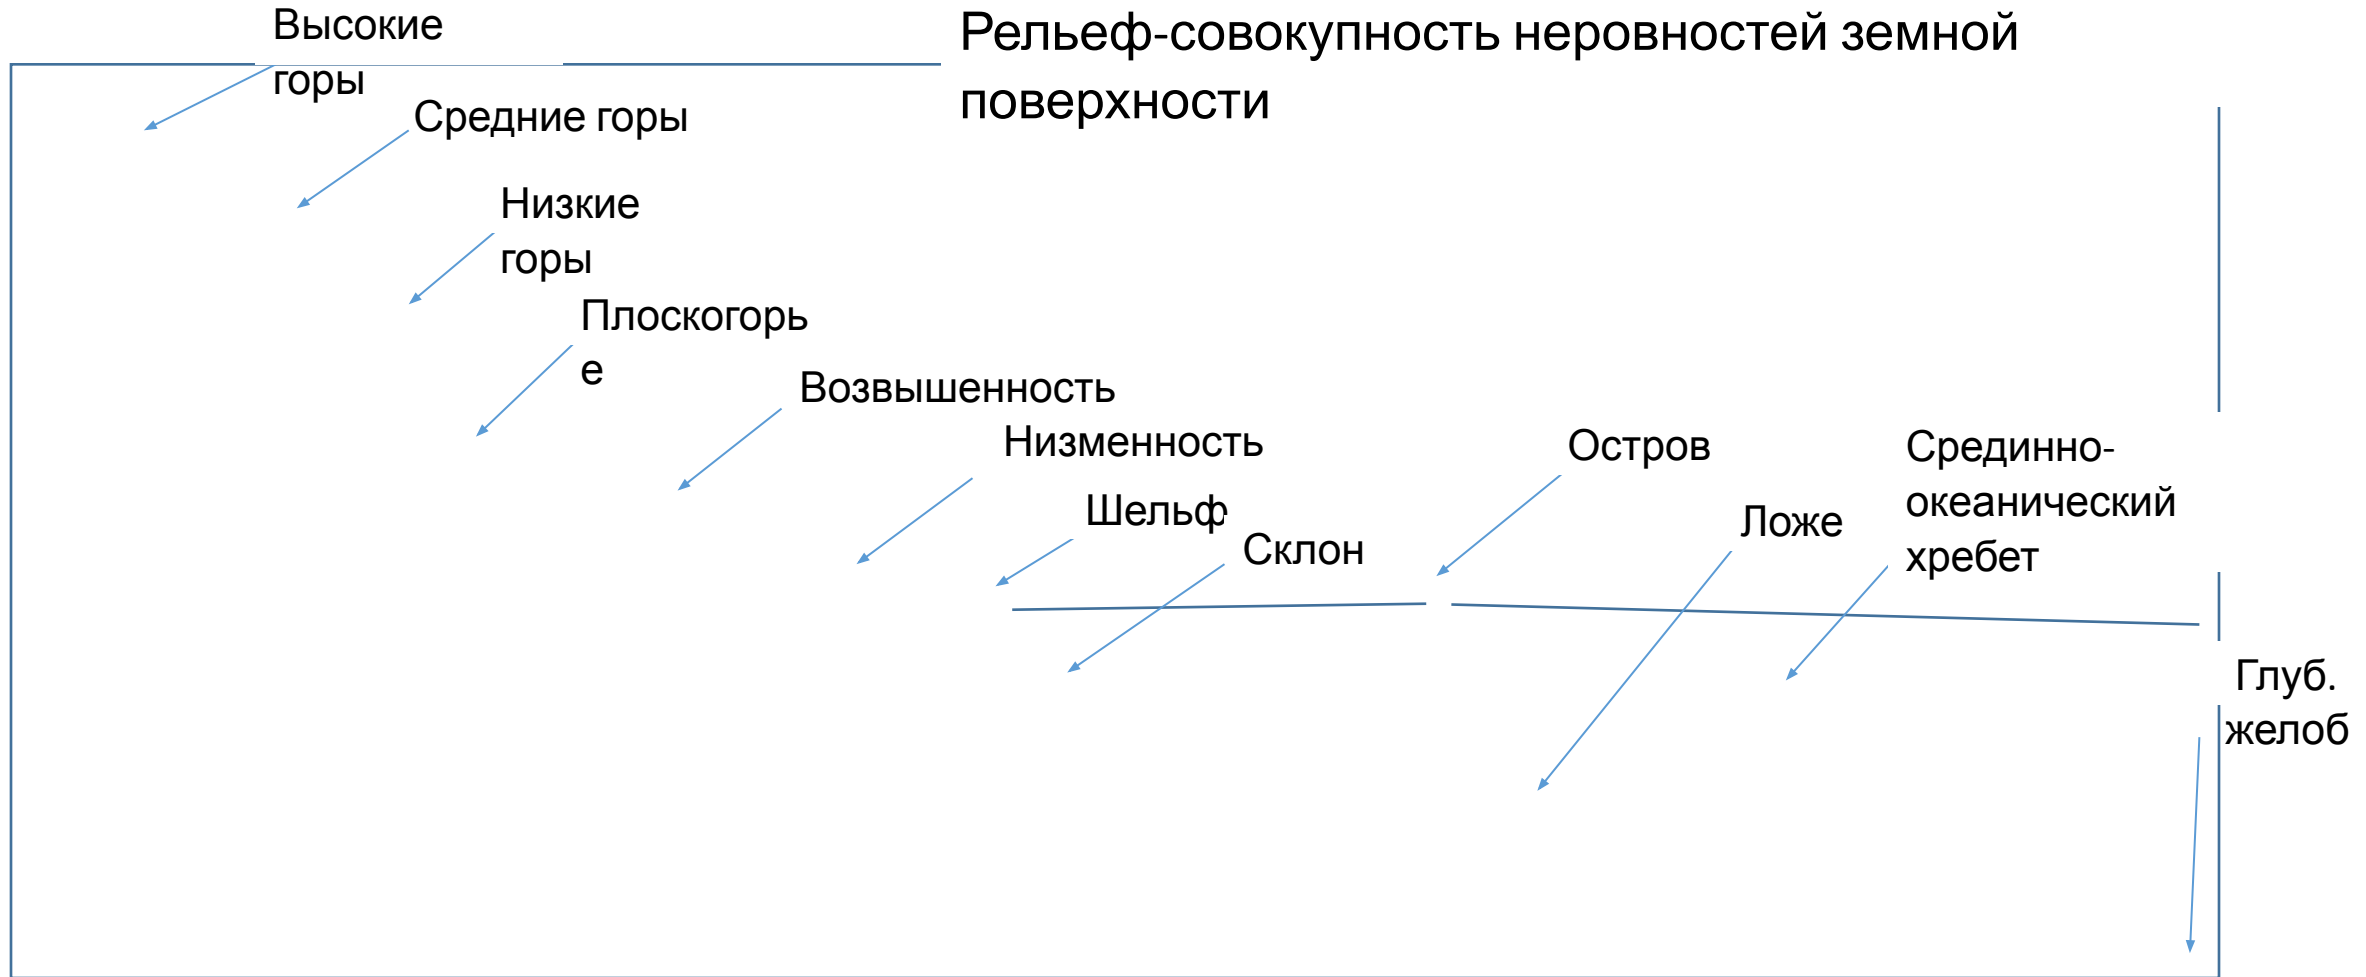 Высокие
горы
Рельеф-совокупность неровностей земной
поверхности
Средние горы
Низкие
горы
Плоскогорь
е
Возвышенность
Низменность
Шельф
Склон
Остров
Ложе
Срединно-
океанический
хребет
Глуб.
желоб